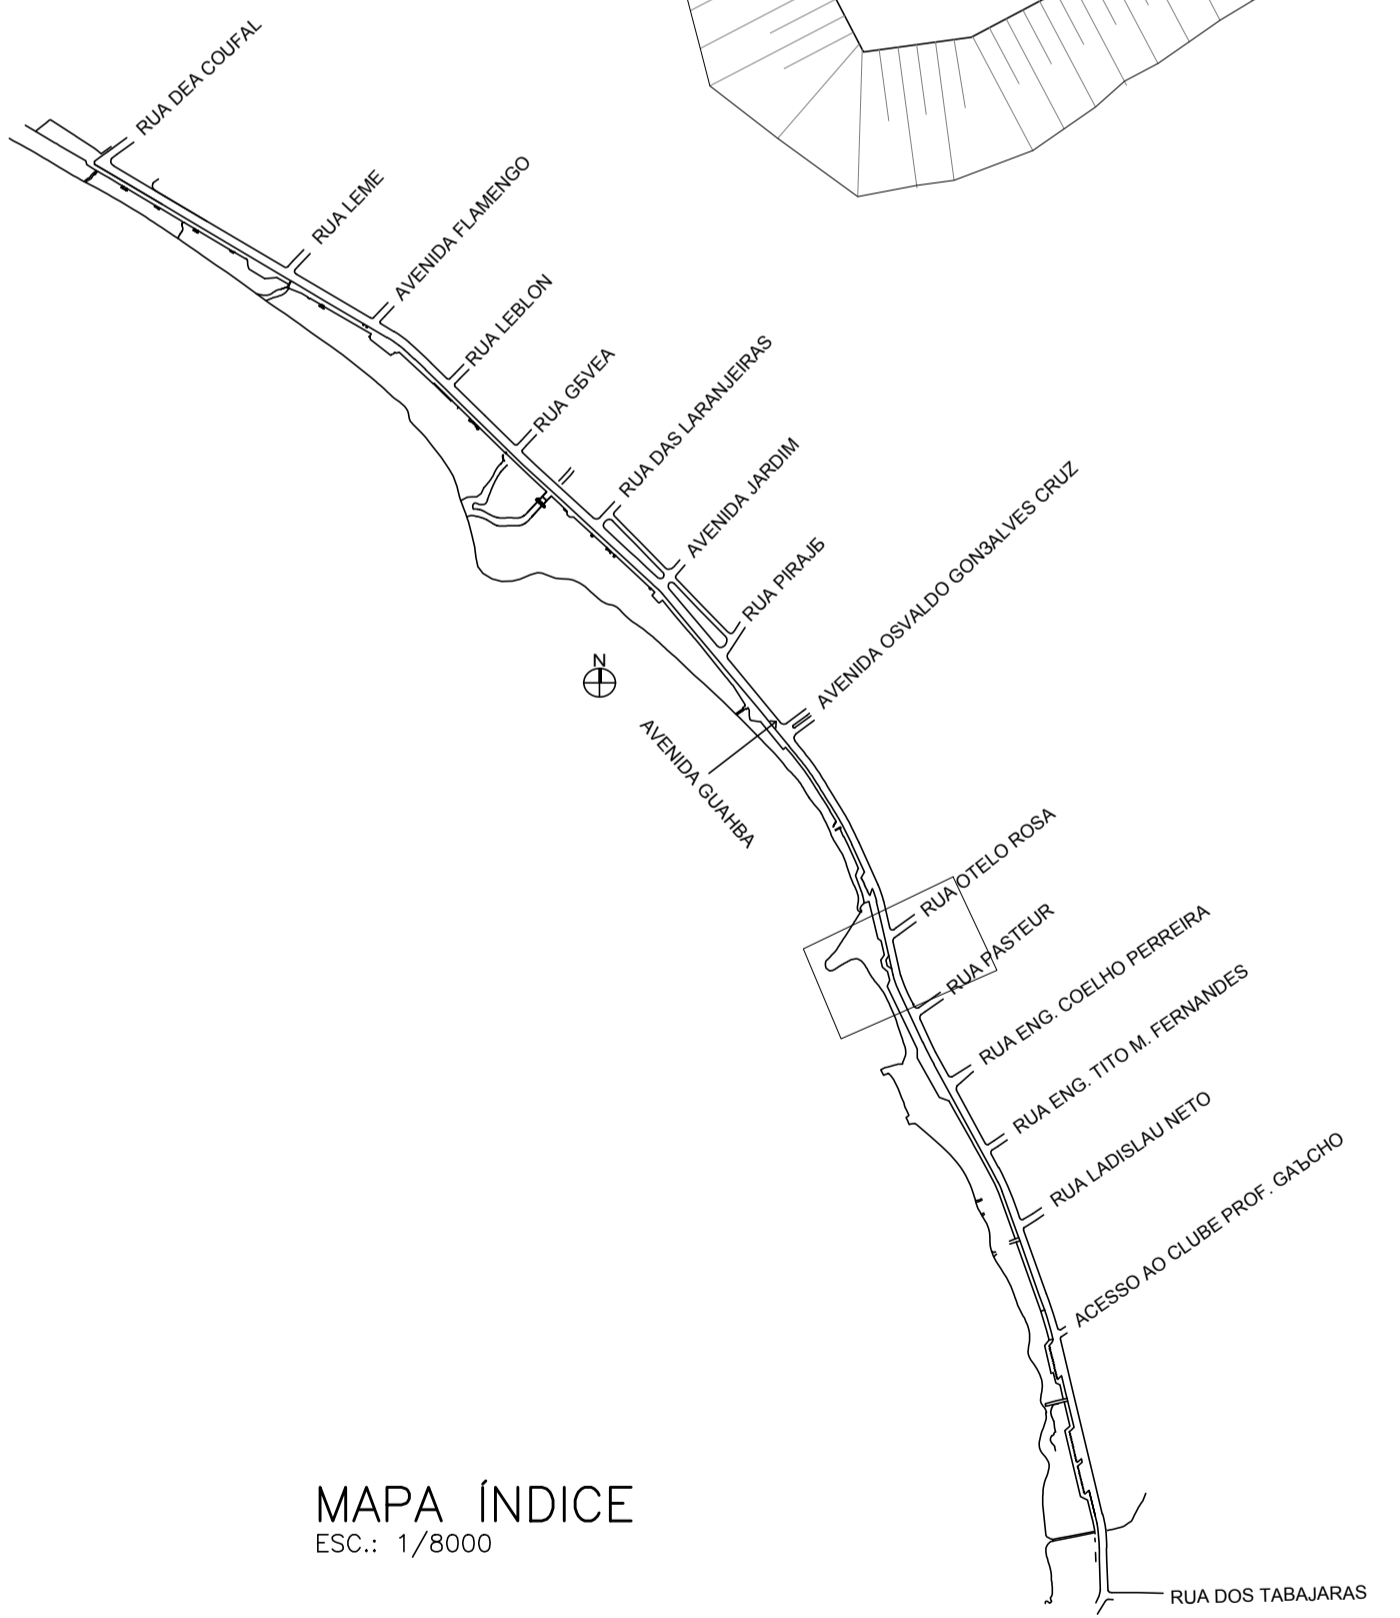 RUA DEA COUFAL
RUA LEME
AVENIDA FLAMENGO
RUA LEBLON
RUA GБVEA
RUA DAS LARANJEIRAS
AVENIDA JARDIM
RUA PIRAJБ
AVENIDA OSVALDO GONЗALVES CRUZ
N
AVENIDA GUAHBA
RUA OTELO ROSA
RUA PASTEUR
RUA ENG. COELHO PERREIRA
RUA ENG. TITO M. FERNANDES
RUA LADISLAU NETO
ACESSO AO CLUBE PROF. GAЪCHO
MAPA ÍNDICE
ESC.: 1/8000
RUA DOS TABAJARAS